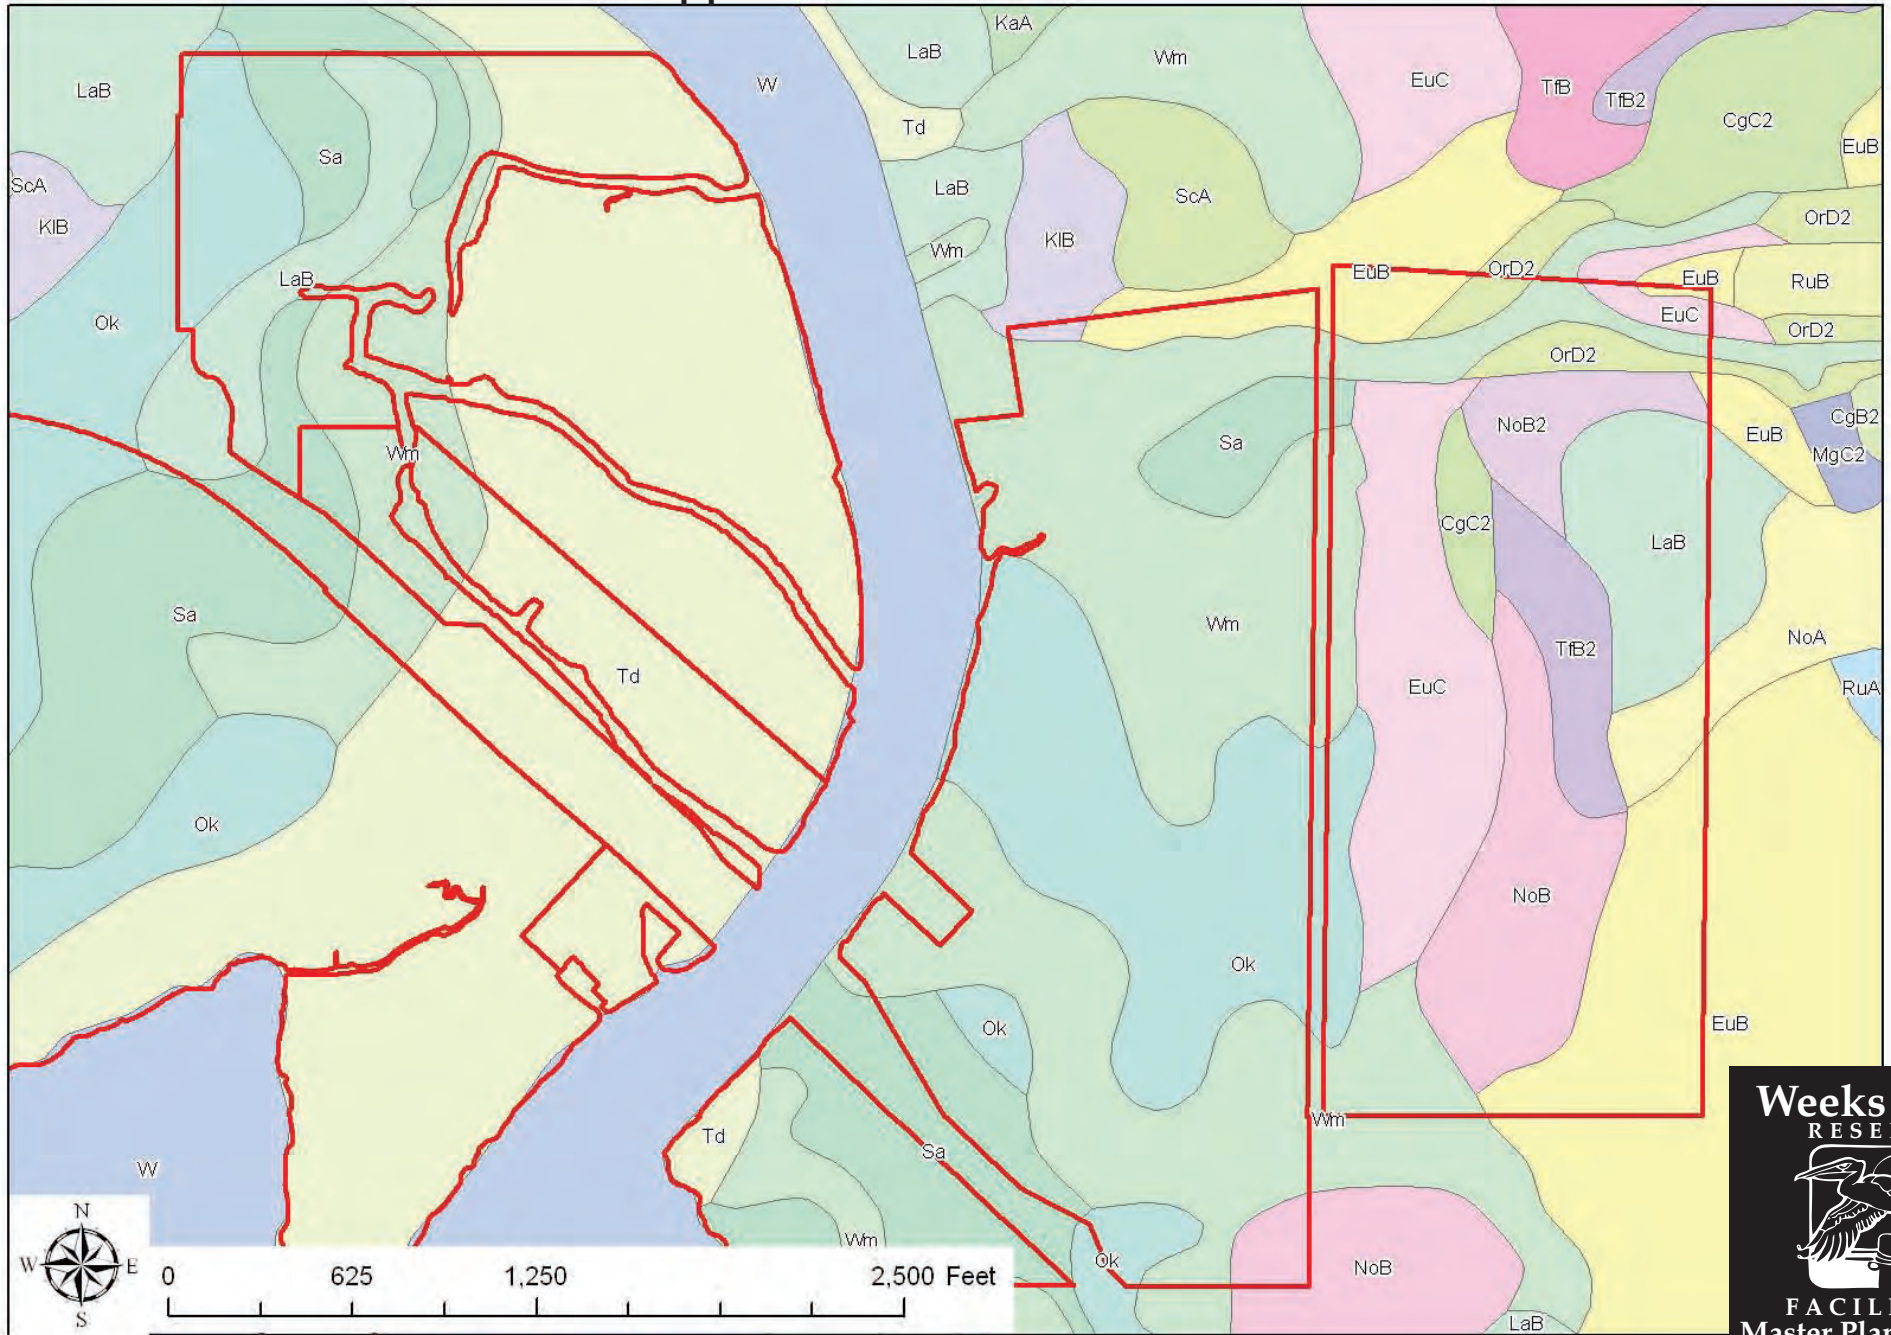 KaA
LaB
Wm
W
EuC
TfB
TfB2
LaB
CgC2
Td
EuB
Sa
ScA
LaB
ScA
KlB
OrD2
KlB
Wm
LaB
EuB
OrD2
EuB
RuB
Ok
EuC
OrD2
OrD2
CgB2
NoB2
EuB
Sa
Wm
MgC2
CgC2
LaB
Sa
Wm
NoA
TfB2
Td
EuC
RuA
Ok
NoB
Ok
Ok
EuB
Wm
Td
Sa
W
Wm
Ok
NoB
LaB
N
W E
S
0 625 1,250 2,500 Feet
Weeks
RESE
FACILI
Master Plan